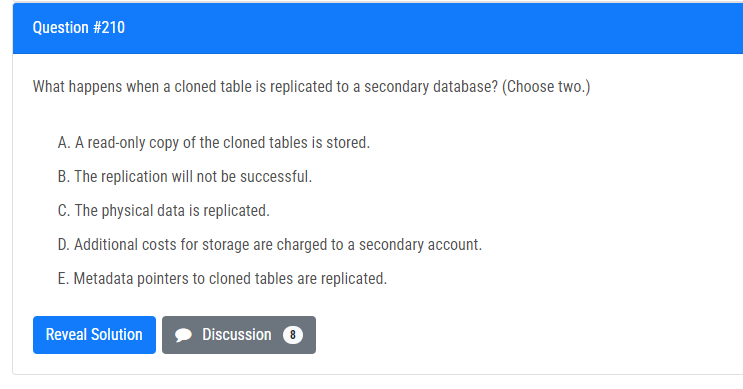 Question #210
What happens when a cloned table is replicated to a secondary database? (Choose two.)
A. A read-only copy of the cloned tables is stored.
B. The replication will not be successful.
C. The physical data is replicated.
D. Additional costs for storage are charged to a secondary account.
E. Metadata pointers to cloned tables are replicated.
Reveal Solution Discussion 8